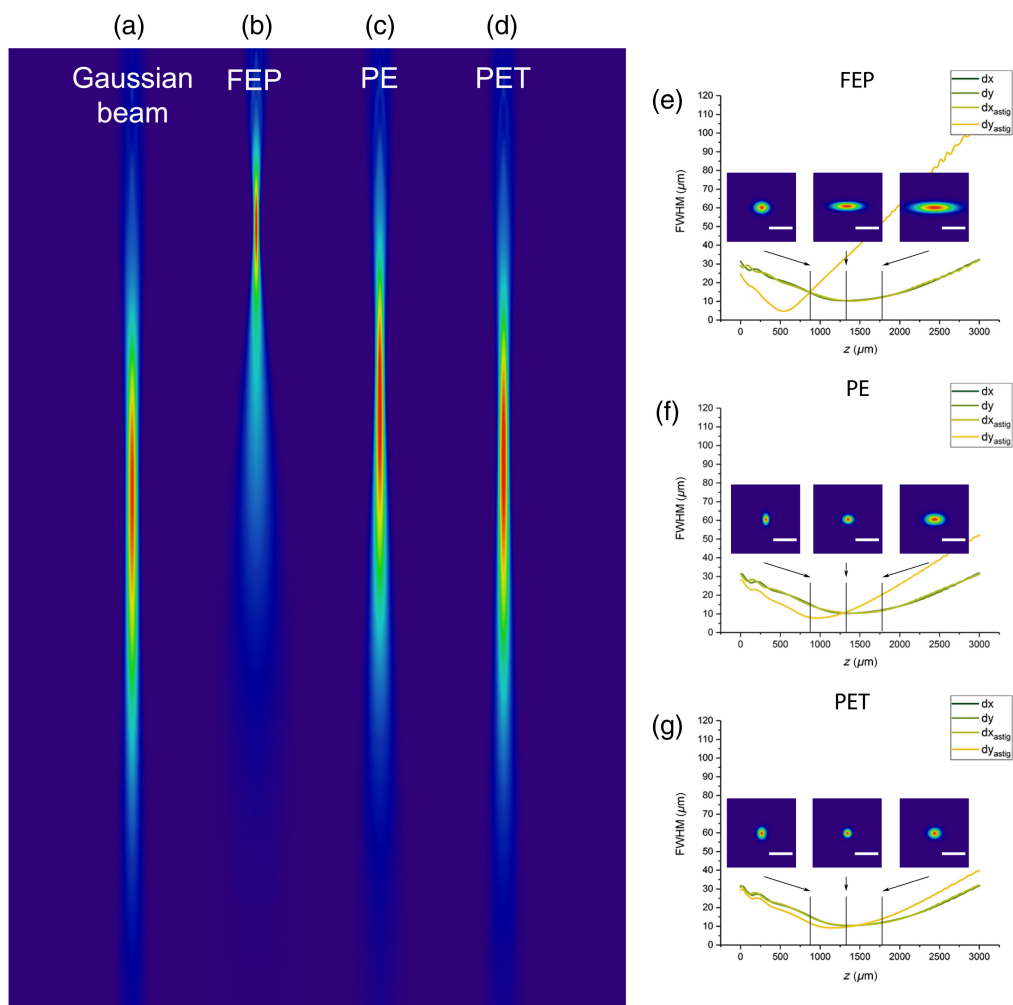 (a)
(b)
(c)
(d)
Gaussian
beam
FEP
PE
PET
(e)
FEP
dx
dy
dxastig
dyastig
120
110
100
90
80
70
60
50
40
30
20
10
0
FWHM (µm)
0
500
1000
1500
2000
2500
3000
z (µm)
(f)
PE
dx
dy
dxastig
dyastig
120
110
100
90
80
70
60
50
40
30
20
10
0
FWHM (µm)
0
500
1000
1500
2000
2500
3000
z (µm)
(g)
PET
dx
dy
dxastig
dyastig
120
110
100
90
80
70
60
50
40
30
20
10
0
FWHM (µm)
0
500
1000
1500
2000
2500
3000
z (µm)